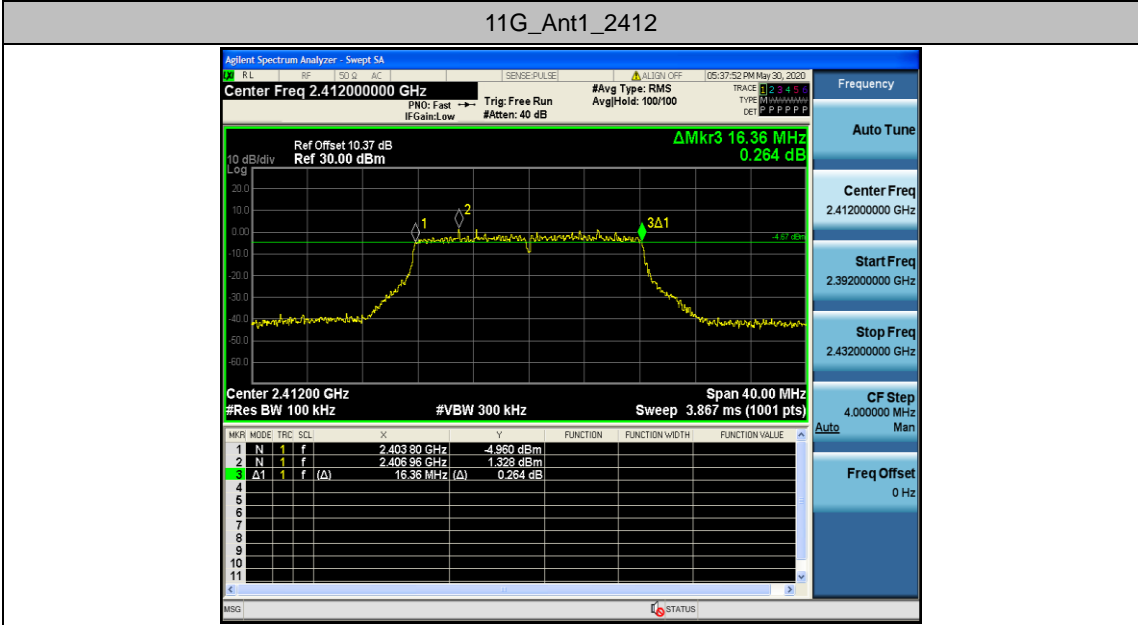 11G_Ant1_2412
Agilent Spectrum Analyzer - Swept SA
RL RF 50 Ω AC SENSE:PULSE ALIGN OFF 05:37:52 PM May 30, 2020
Center Freq 2.412000000 GHz
PNO: Fast
IFGain:Low
Trig: Free Run
#Atten: 40 dB
#Avg Type: RMS
Avg|Hold: 100/100
TRACE 1 2 3 4 5 6
TYPE M W W W W W
DET P P P P P P
Frequency
Auto Tune
Ref Offset 10.37 dB
Ref 30.00 dBm
10 dB/div
Log
ΔMkr3 16.36 MHz
0.264 dB
20.0
10.0
0.00
-10.0
-20.0
-30.0
-40.0
-50.0
-60.0
1
2
3Δ1
-4.67 dBm
Center 2.41200 GHz
#Res BW 100 kHz
#VBW 300 kHz
Span 40.00 MHz
Sweep 3.867 ms (1001 pts)
Center Freq
2.412000000 GHz
Start Freq
2.392000000 GHz
Stop Freq
2.432000000 GHz
CF Step
4.000000 MHz
Auto Man
Freq Offset
0 Hz
MKR MODE TRC SCL X Y FUNCTION FUNCTION WIDTH FUNCTION VALUE
1 N 1 f 2.403 80 GHz -4.960 dBm
2 N 1 f 2.406 96 GHz 1.328 dBm
3 Δ1 1 f (Δ) 16.36 MHz (Δ) 0.264 dB
4
5
6
7
8
9
10
11
MSG STATUS